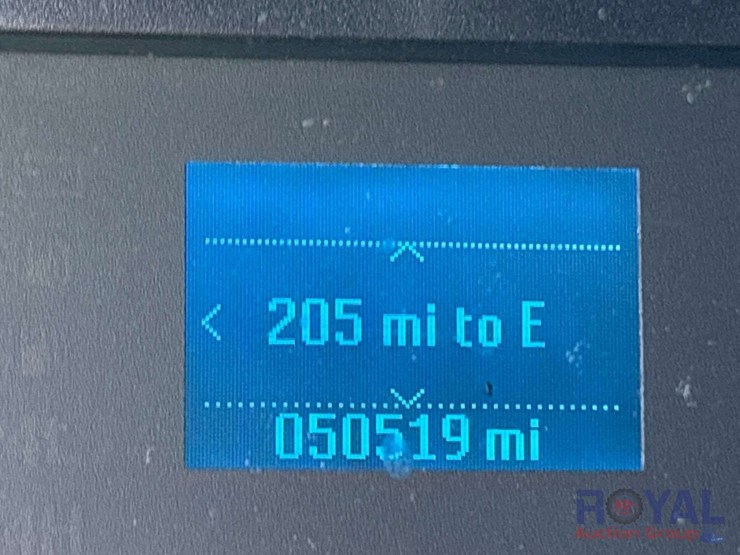 < 205 mi to E
050519 mi
ROYAL
Auction Group